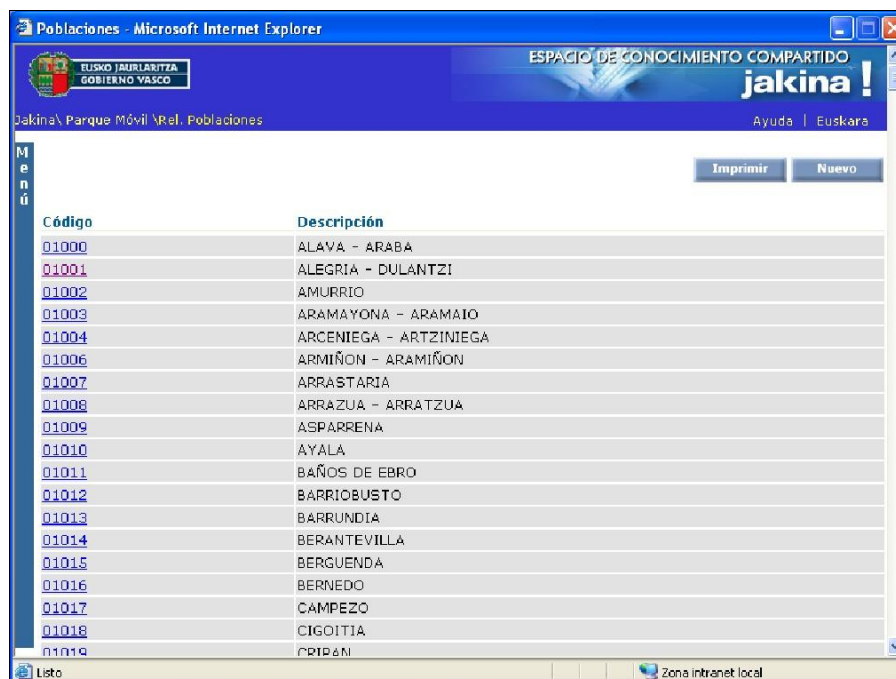 Poblaciones - Microsoft Internet Explorer
EUSKO JAURLARITZA
GOBIERNO VASCO
ESPACIO DE CONOCIMIENTO COMPARTIDO
jakina !
Jakina\ Parque Móvil \Rel. Poblaciones
Ayuda | Euskara
Menú
Imprimir Nuevo
Código Descripción
01000 ALAVA - ARABA
01001 ALEGRIA - DULANTZI
01002 AMURRIO
01003 ARAMAYONA - ARAMAIO
01004 ARCENIEGA - ARTZINIEGA
01006 ARMIÑON - ARAMIÑON
01007 ARRASTARIA
01008 ARRAZUA - ARRATZUA
01009 ASPARRENA
01010 AYALA
01011 BAÑOS DE EBRO
01012 BARRIOBUSTO
01013 BARRUNDIA
01014 BERANTEVILLA
01015 BERGUENDA
01016 BERNEDO
01017 CAMPEZO
01018 CIGOITIA
01019 CRIPAN
Listo
Zona intranet local